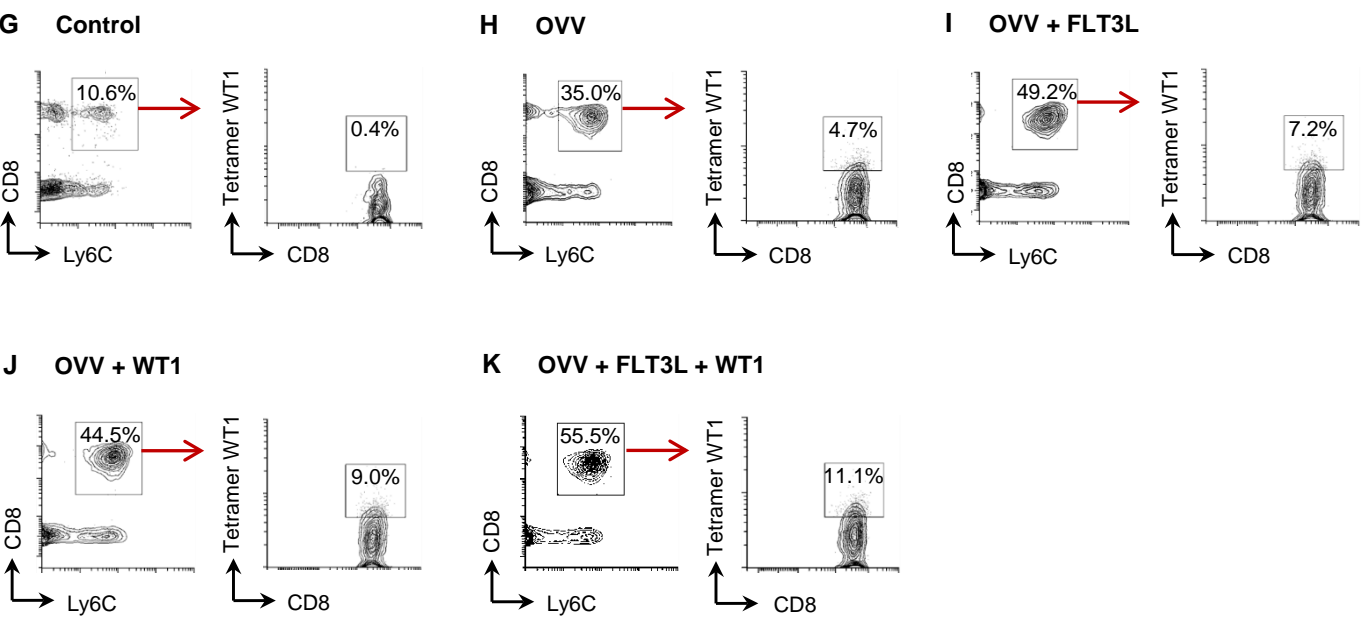 G Control
10.6%
CD8
Ly6C
Tetramer WT1
0.4%
CD8
H OVV
35.0%
CD8
Ly6C
Tetramer WT1
4.7%
CD8
I OVV + FLT3L
49.2%
CD8
Ly6C
Tetramer WT1
7.2%
CD8
J OVV + WT1
44.5%
CD8
Ly6C
Tetramer WT1
9.0%
CD8
K OVV + FLT3L + WT1
55.5%
CD8
Ly6C
Tetramer WT1
11.1%
CD8